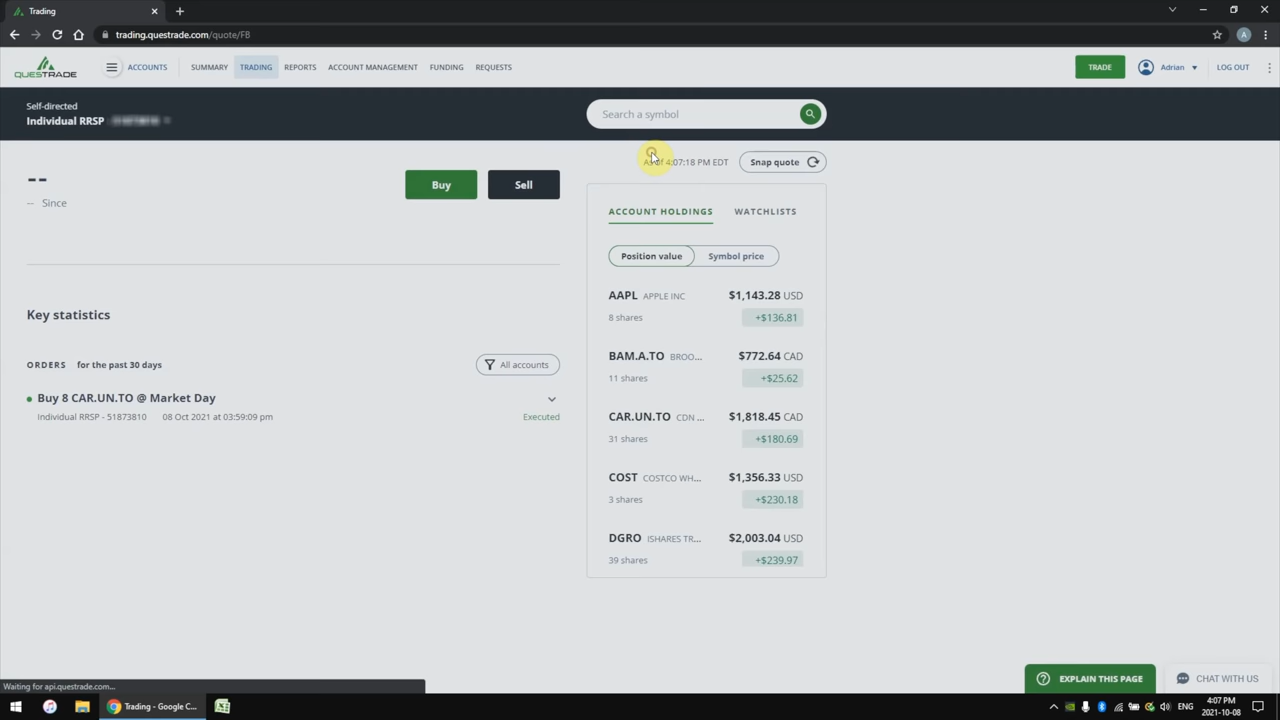 Trading
trading.questrade.com/quote/FB
A
QUESTRADE
ACCOUNTS
SUMMARY
TRADING
REPORTS
ACCOUNT MANAGEMENT
FUNDING
REQUESTS
TRADE
Adrian
LOG OUT
Self-directed
Individual RRSP -
Search a symbol
As of 4:07:18 PM EDT
Snap quote
--
-- Since
Buy
Sell
ACCOUNT HOLDINGS
WATCHLISTS
Position value
Symbol price
AAPL APPLE INC $1,143.28 USD
8 shares +$136.81
BAM.A.TO BROO... $772.64 CAD
11 shares +$25.62
CAR.UN.TO CDN ... $1,818.45 CAD
31 shares +$180.69
COST COSTCO WH... $1,356.33 USD
3 shares +$230.18
DGRO ISHARES TR... $2,003.04 USD
39 shares +$239.97
Key statistics
ORDERS for the past 30 days
All accounts
Buy 8 CAR.UN.TO @ Market Day
Individual RRSP - 51873810 08 Oct 2021 at 03:59:09 pm Executed
EXPLAIN THIS PAGE
CHAT WITH US
Waiting for api.questrade.com...
Trading - Google C...
ENG
4:07 PM
2021-10-08